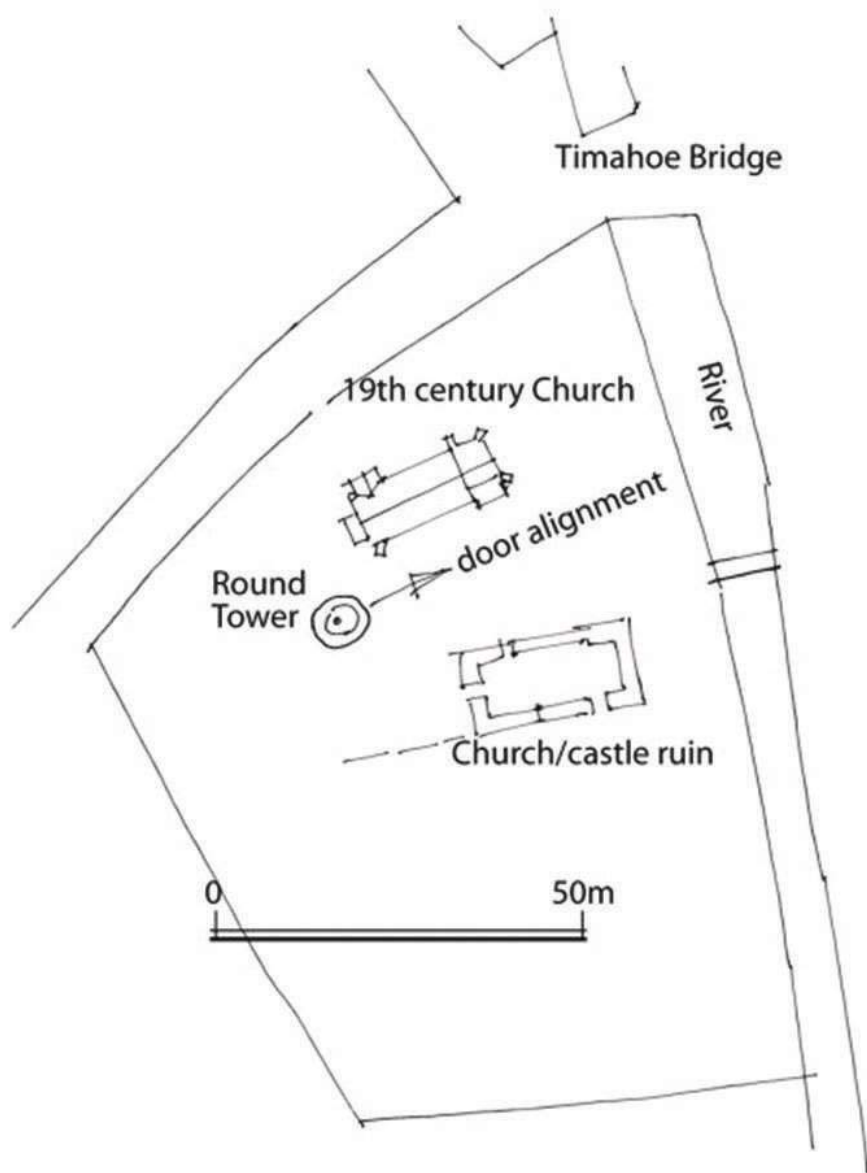 Timahoe Bridge
River
19th century Church
door alignment
Round
Tower
Church/castle ruin
0
50m